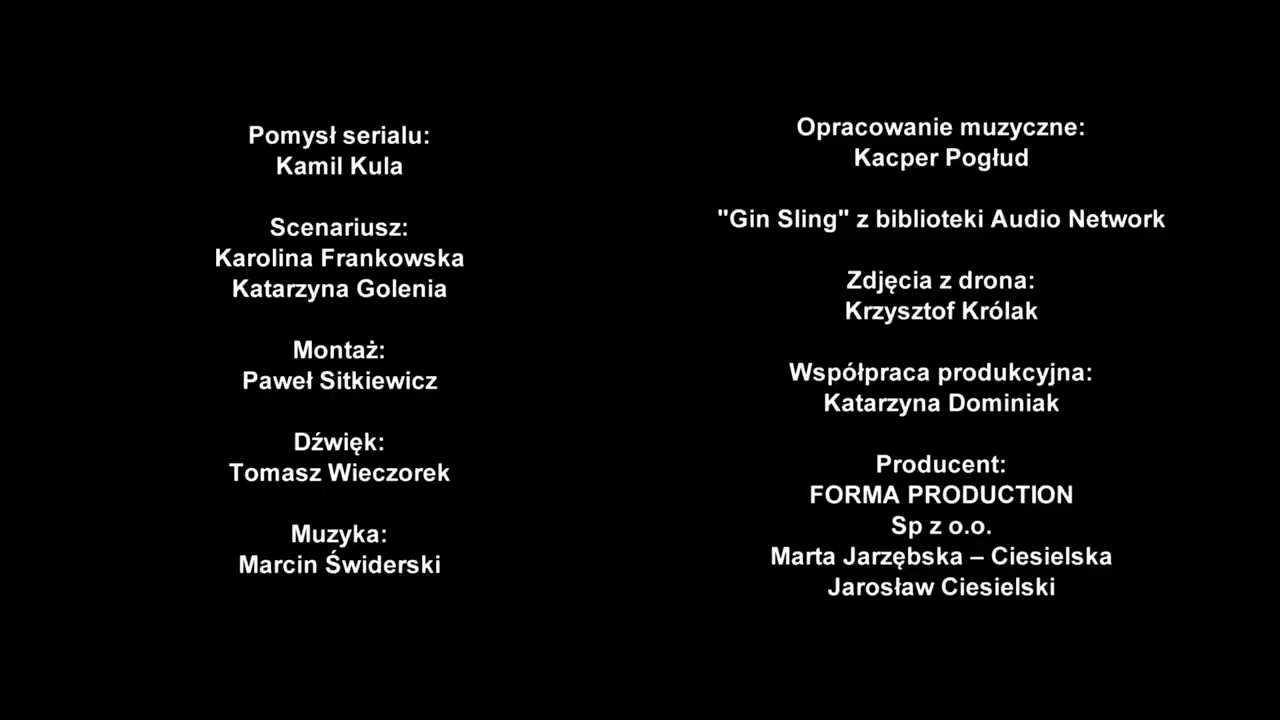 Pomysł serialu:
Kamil Kula
Scenariusz:
Karolina Frankowska
Katarzyna Golenia
Montaż:
Paweł Sitkiewicz
Dźwięk:
Tomasz Wieczorek
Muzyka:
Marcin Świderski
Opracowanie muzyczne:
Kacper Pogłud
"Gin Sling" z biblioteki Audio Network
Zdjęcia z drona:
Krzysztof Królak
Współpraca produkcyjna:
Katarzyna Dominiak
Producent:
FORMA PRODUCTION
Sp z o.o.
Marta Jarzębska – Ciesielska
Jarosław Ciesielski